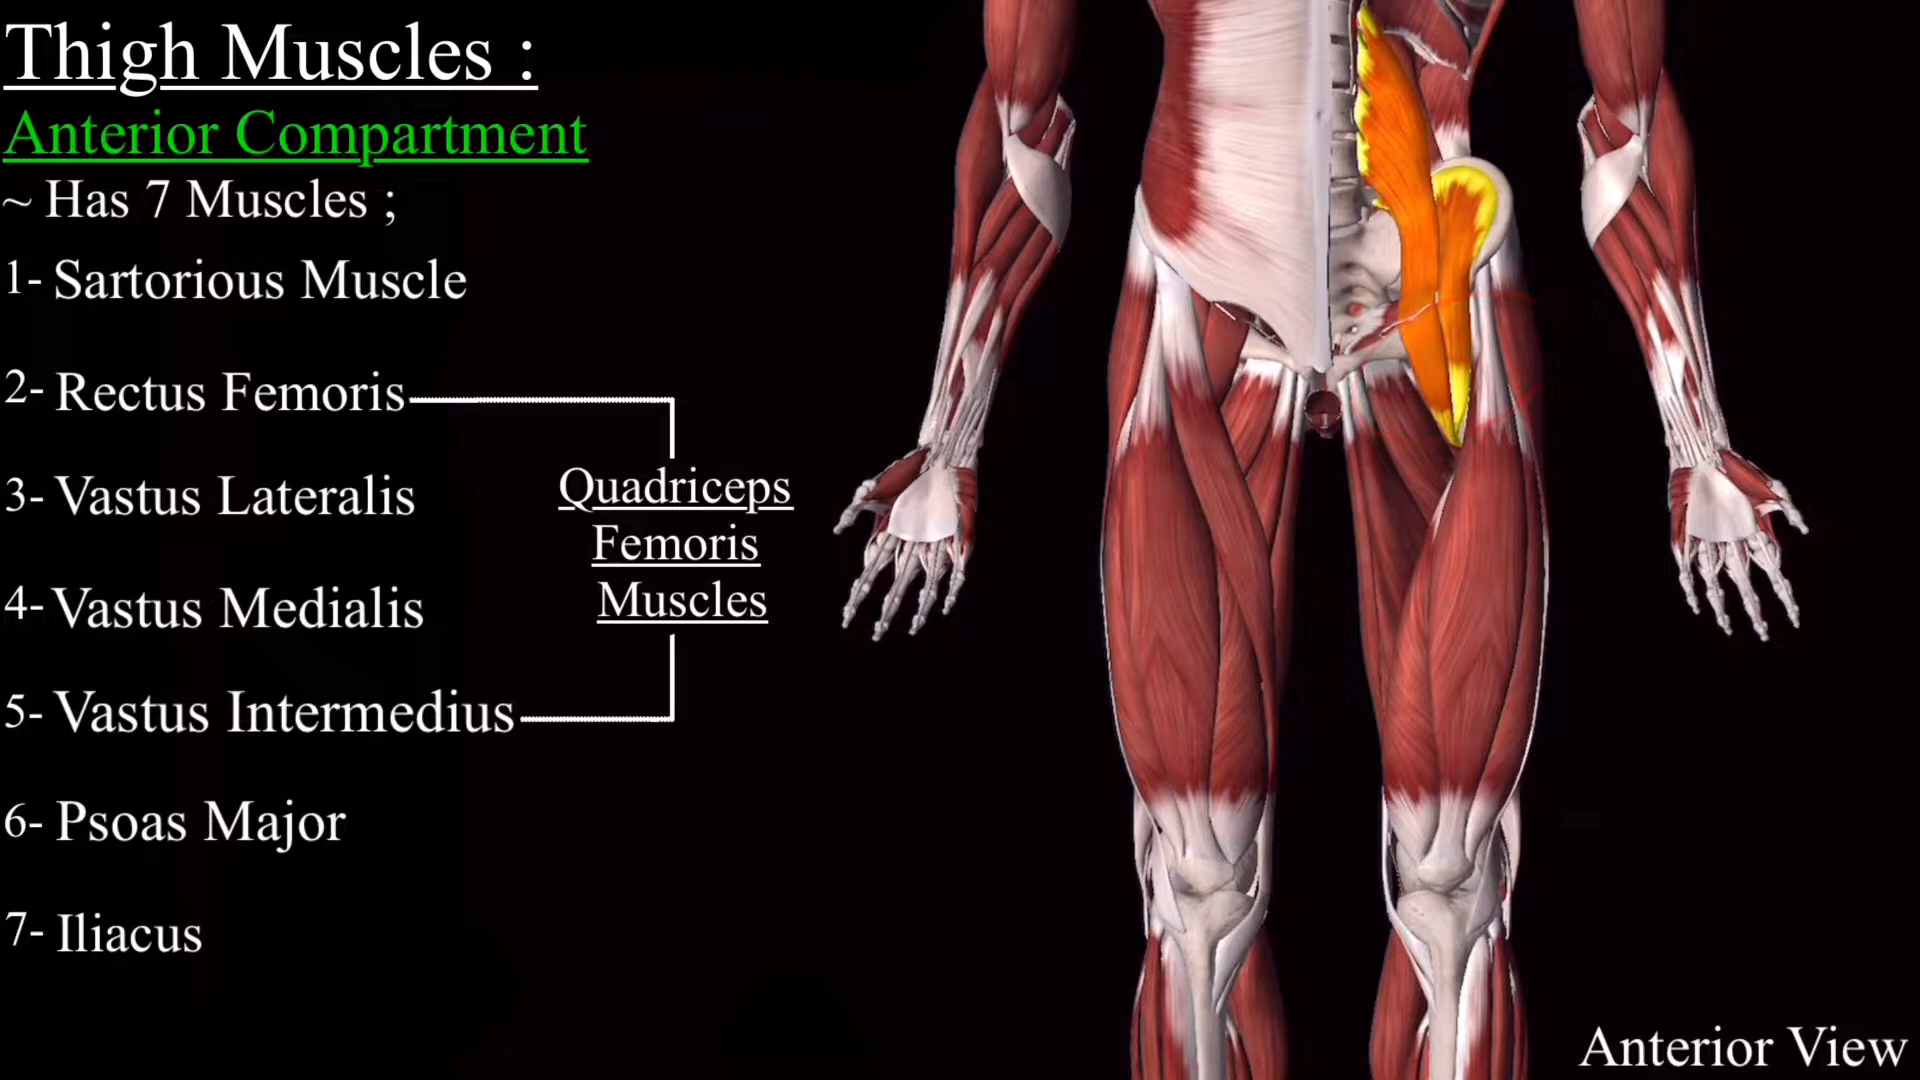 Thigh Muscles :
Anterior Compartment
~ Has 7 Muscles ;
1- Sartorious Muscle
2- Rectus Femoris
3- Vastus Lateralis
4- Vastus Medialis
5- Vastus Intermedius
Quadriceps
Femoris
Muscles
6- Psoas Major
7- Iliacus
Anterior View